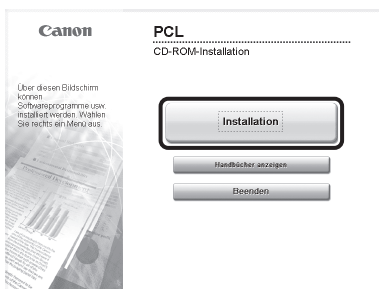 Canon
PCL
CD-ROM-Installation
Über diesen Bildschirm
können
Softwareprogramme usw.
installiert werden. Wählen
Sie rechts ein Menü aus.
Installation
Handbücher anzeigen
Beenden